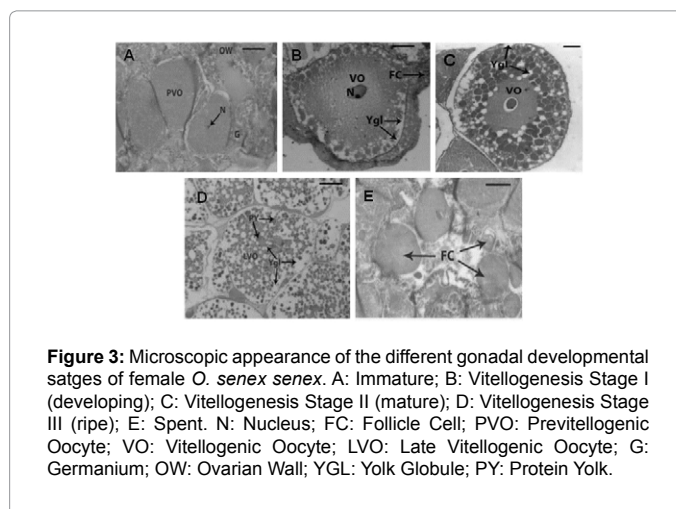 A
OW
PVO
N
G
B
FC
VO
N
Ygl
C
Ygl
VO
D
PY
LVO
Ygl
E
FC
Figure 3: Microscopic appearance of the different gonadal developmental
satges of female O. senex senex. A: Immature; B: Vitellogenesis Stage I
(developing); C: Vitellogenesis Stage II (mature); D: Vitellogenesis Stage
III (ripe); E: Spent. N: Nucleus; FC: Follicle Cell; PVO: Previtellogenic
Oocyte; VO: Vitellogenic Oocyte; LVO: Late Vitellogenic Oocyte; G:
Germanium; OW: Ovarian Wall; YGL: Yolk Globule; PY: Protein Yolk.